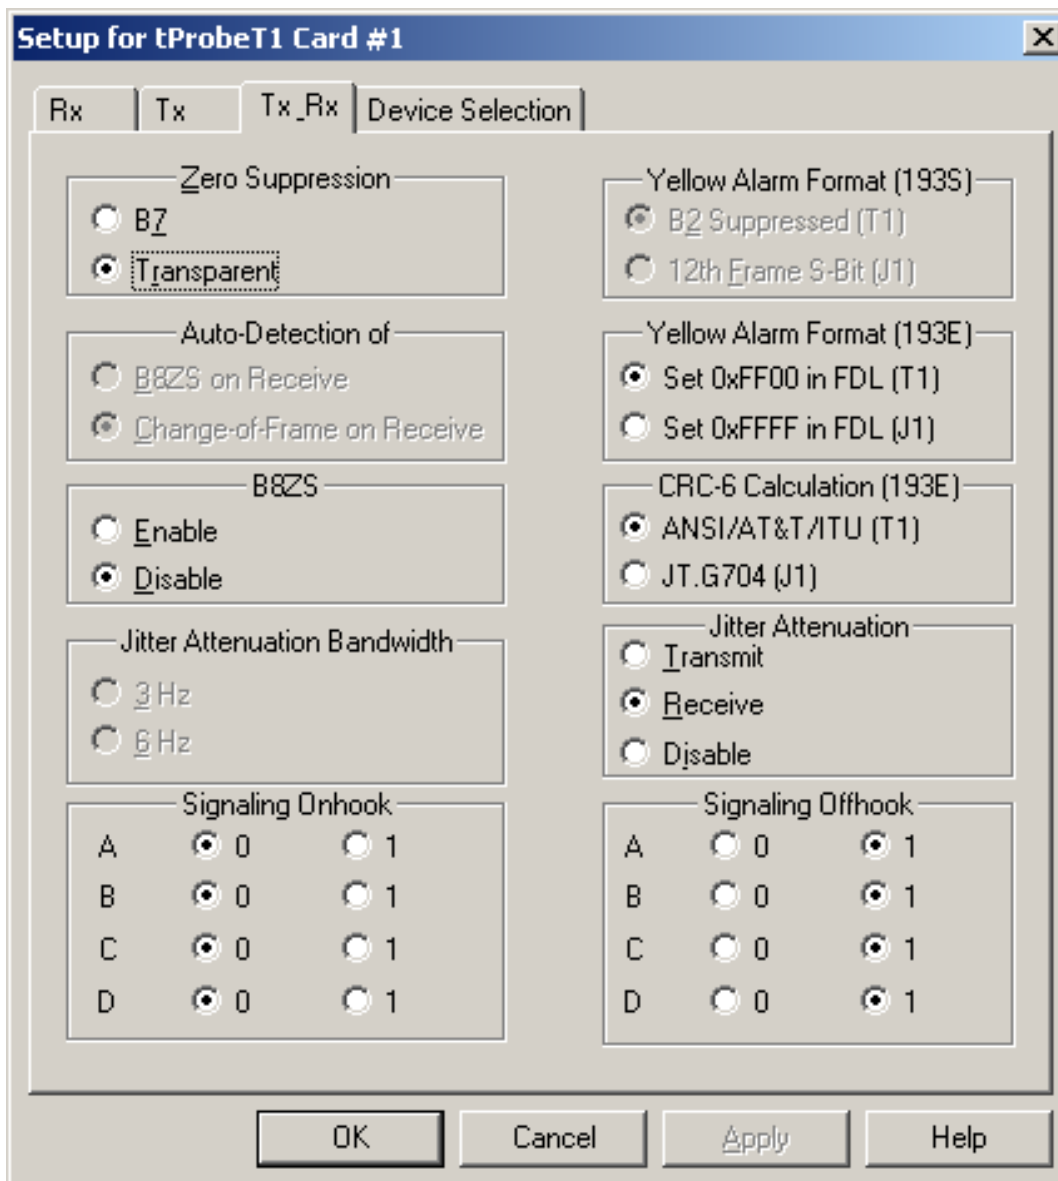 Setup for tProbeT1 Card #1
Rx Tx Tx_Rx Device Selection
Zero Suppression
B7
Transparent
Auto-Detection of
B8ZS on Receive
Change-of-Frame on Receive
B8ZS
Enable
Disable
Jitter Attenuation Bandwidth
3 Hz
6 Hz
Signaling Onhook
A 0 1
B 0 1
C 0 1
D 0 1
Yellow Alarm Format (193S)
B2 Suppressed (T1)
12th Frame S-Bit (J1)
Yellow Alarm Format (193E)
Set 0xFF00 in FDL (T1)
Set 0xFFFF in FDL (J1)
CRC-6 Calculation (193E)
ANSI/AT&T/ITU (T1)
JT.G704 (J1)
Jitter Attenuation
Transmit
Receive
Disable
Signaling Offhook
A 0 1
B 0 1
C 0 1
D 0 1
OK Cancel Apply Help